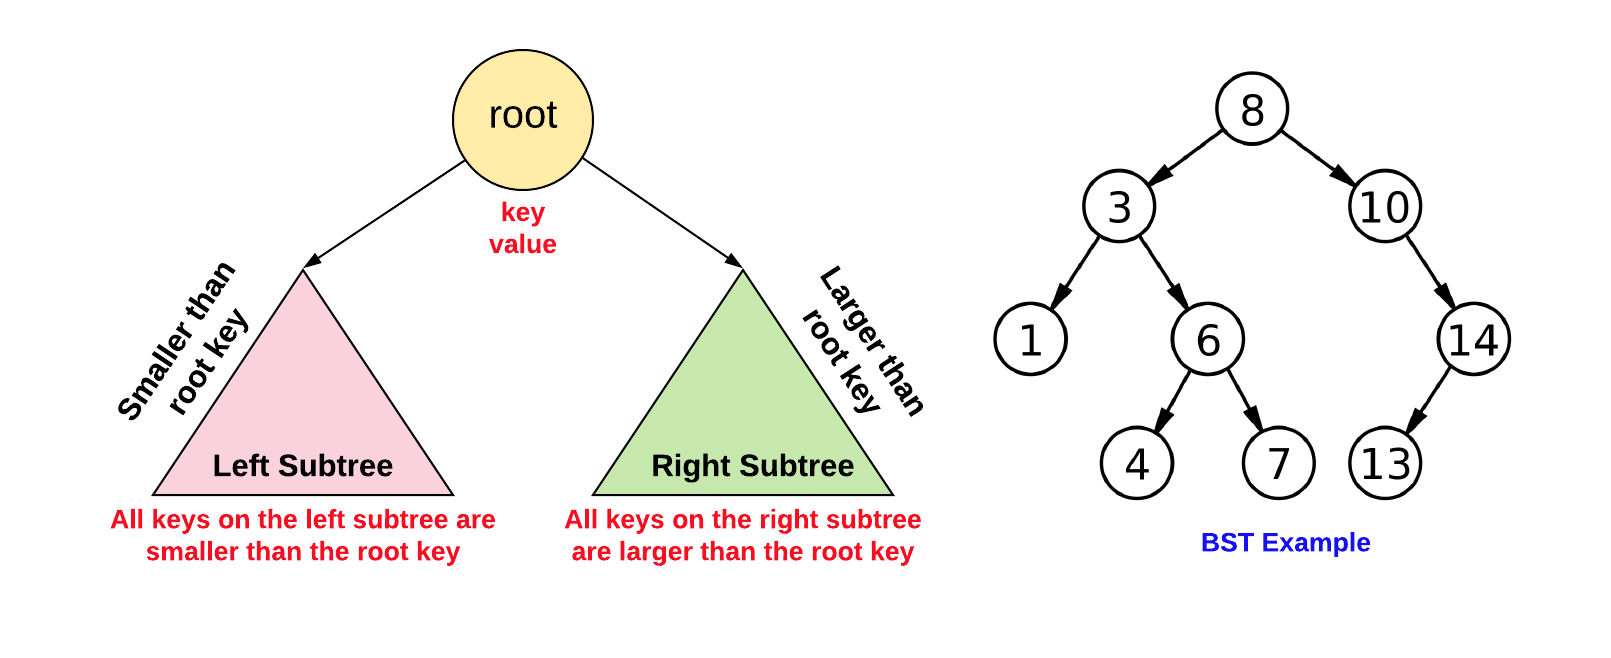 root
key
value
Smaller than
root key
Larger than
root key
Left Subtree
Right Subtree
All keys on the left subtree are
smaller than the root key
All keys on the right subtree
are larger than the root key
8
3
10
1
6
14
4
7
13
BST Example